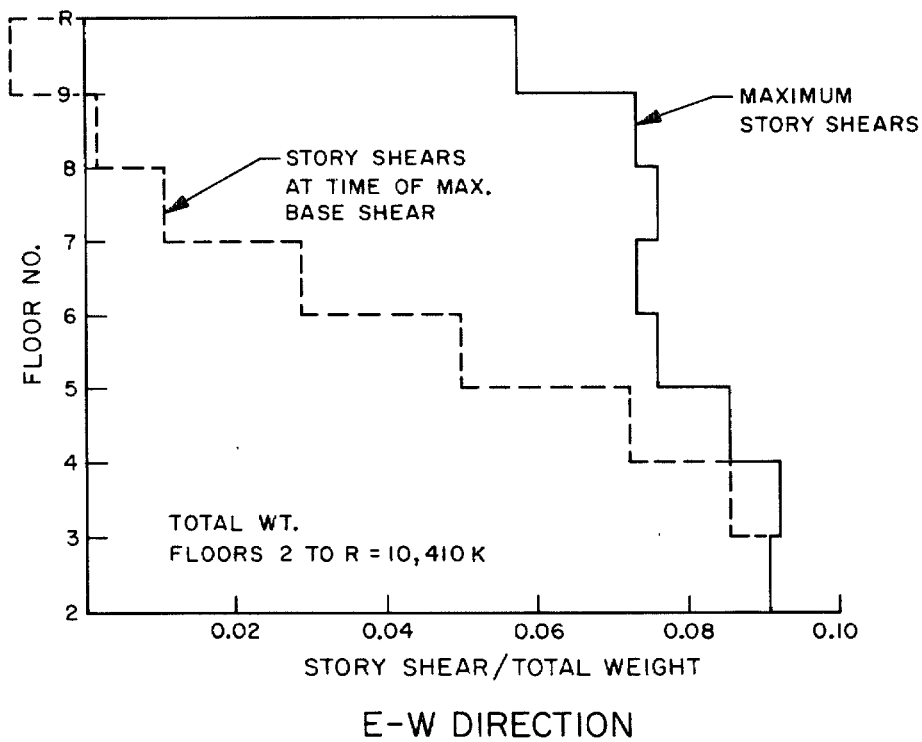 R
9
8
7
6
5
4
3
2
FLOOR NO.
MAXIMUM
STORY SHEARS
STORY SHEARS
AT TIME OF MAX.
BASE SHEAR
TOTAL WT.
FLOORS 2 TO R = 10,410 K
0.02 0.04 0.06 0.08 0.10
STORY SHEAR/TOTAL WEIGHT
E-W DIRECTION